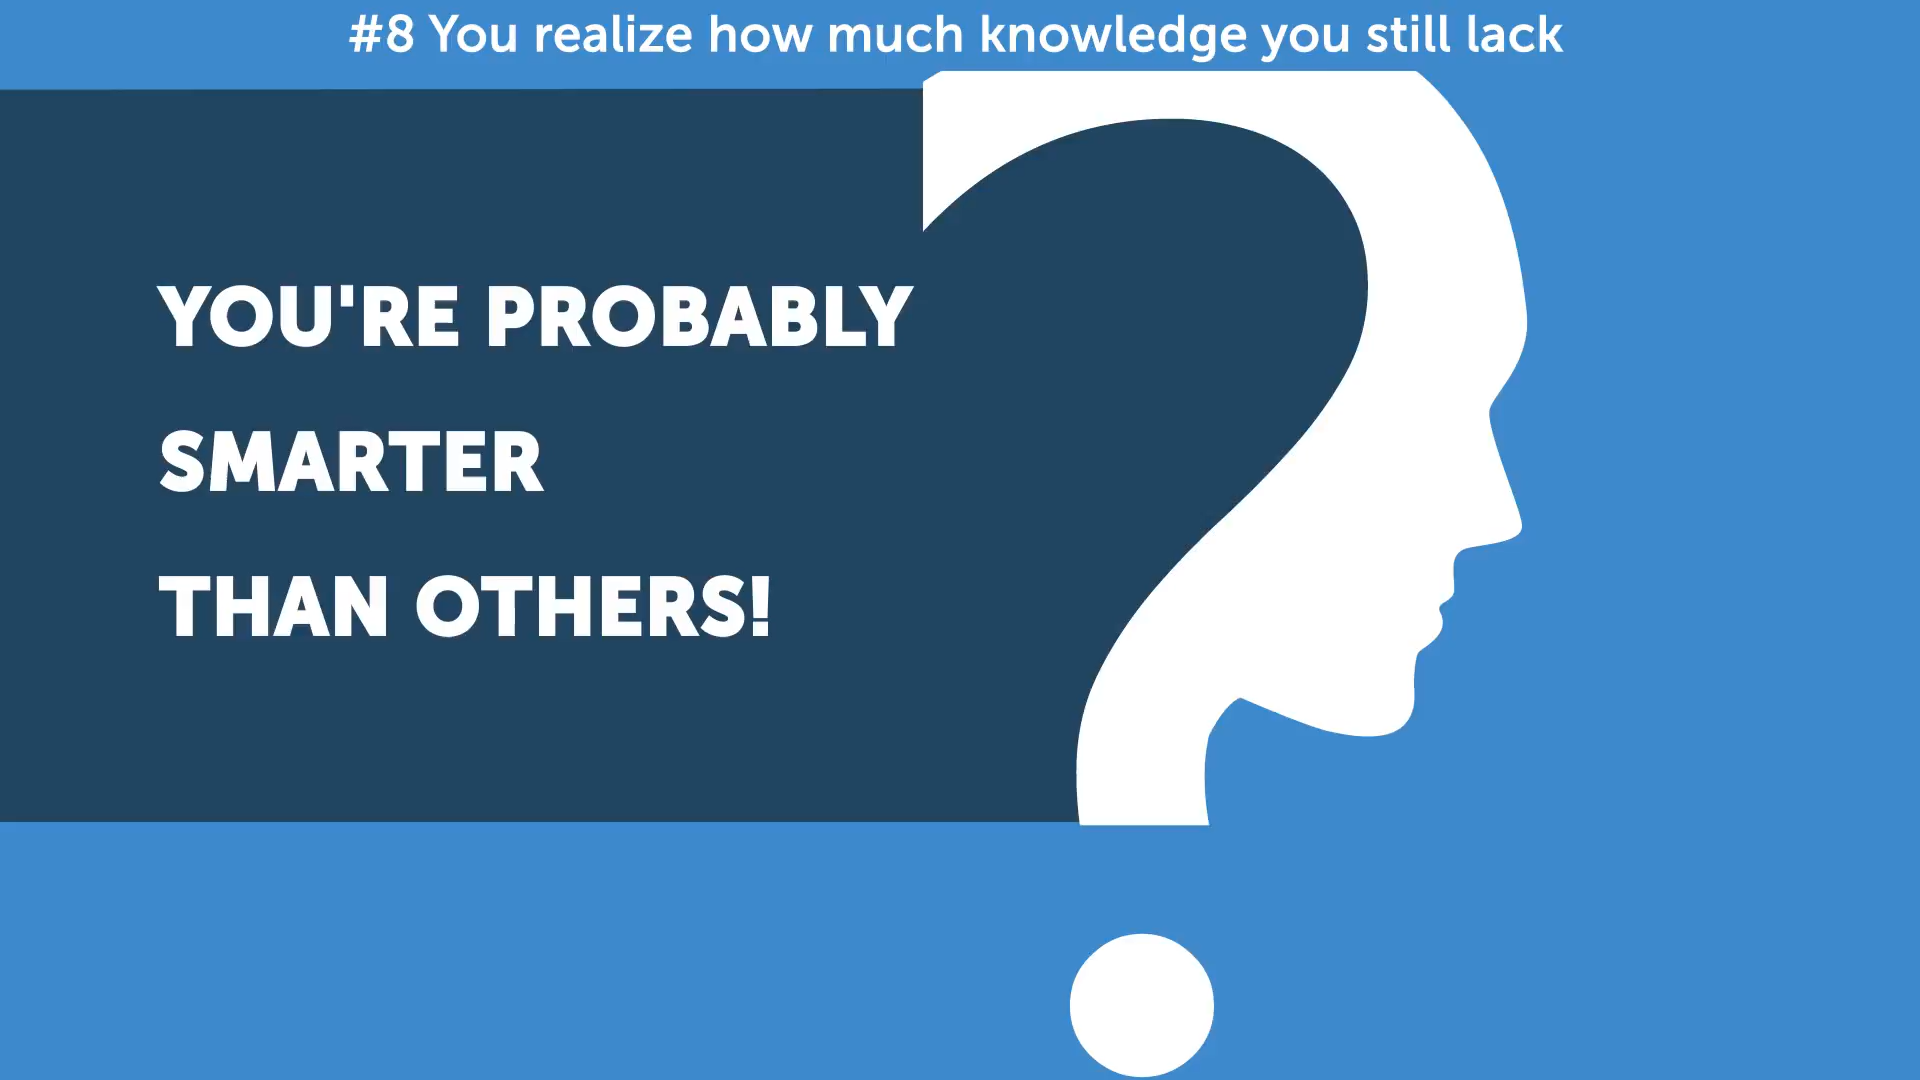 #8 You realize how much knowledge you still lack
YOU'RE PROBABLY
SMARTER
THAN OTHERS!